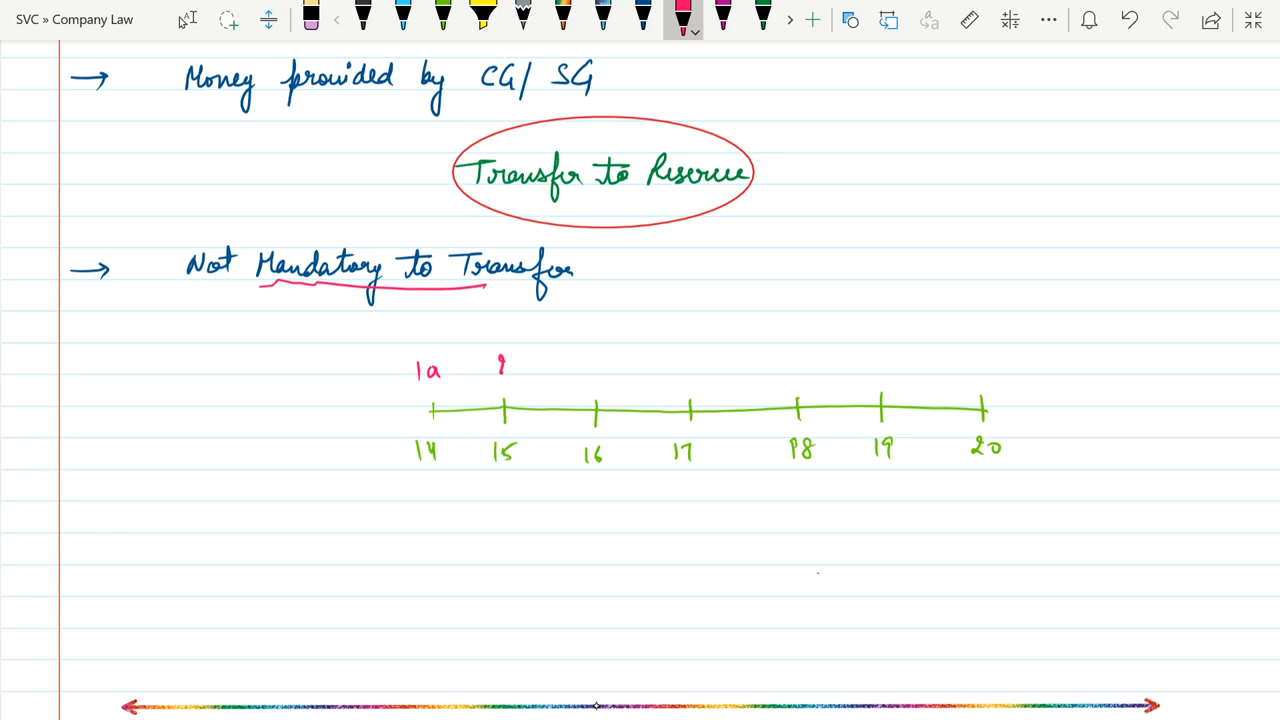 SVC » Company Law
→ Money provided by CG/ SG
Transfer to Reserve
→ Not Mandatory to Transfer
1a
14 15 16 17 18 19 20